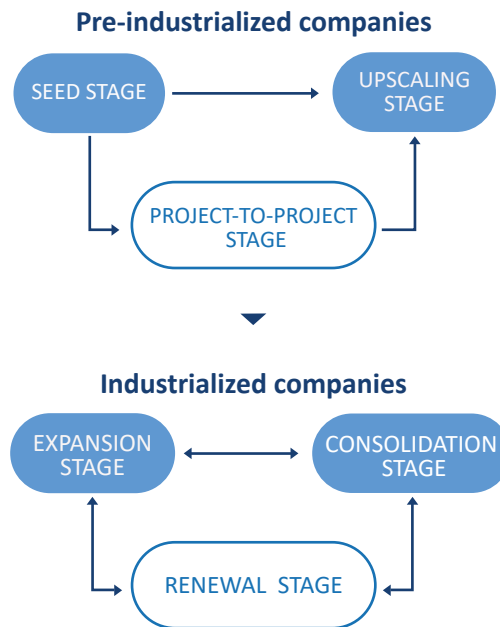 Pre-industrialized companies
SEED STAGE
UPSCALING
STAGE
PROJECT-TO-PROJECT
STAGE
Industrialized companies
EXPANSION
STAGE
CONSOLIDATION
STAGE
RENEWAL STAGE